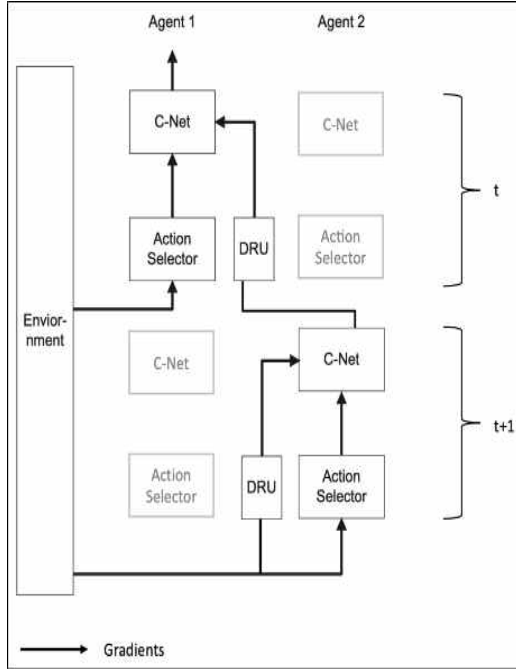 Agent 1
Agent 2
C-Net
C-Net
t
Action
Selector
DRU
Action
Selector
Envior-
nment
C-Net
C-Net
t+1
Action
Selector
DRU
Action
Selector
Gradients